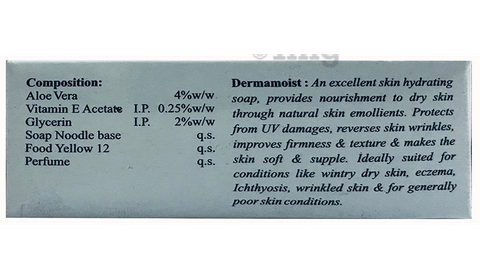 Composition:
Aloe Vera 4%w/w
Vitamin E Acetate I.P. 0.25%w/w
Glycerin I.P. 2%w/w
Soap Noodle base q.s.
Food Yellow 12 q.s.
Perfume q.s.
Dermamoist : An excellent skin hydrating
soap, provides nourishment to dry skin
through natural skin emollients. Protects
from UV damages, reverses skin wrinkles,
improves firmness & texture & makes the
skin soft & supple. Ideally suited for
conditions like wintry dry skin, eczema,
Ichthyosis, wrinkled skin & for generally
poor skin conditions.